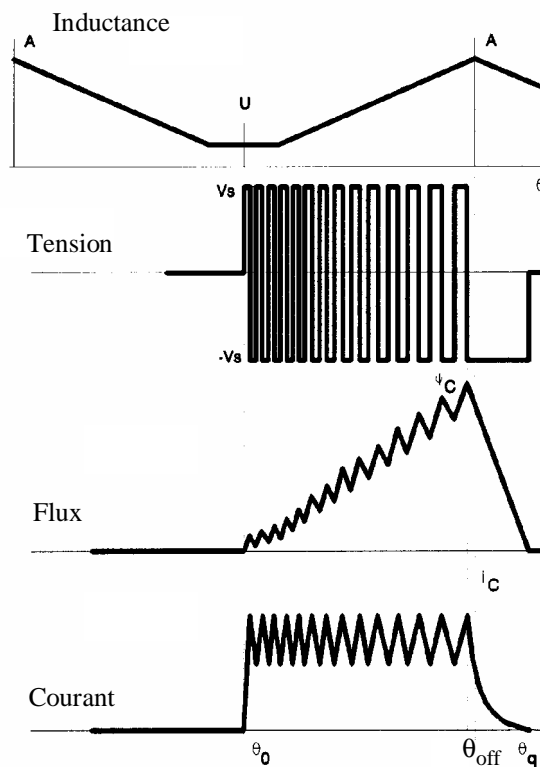 Inductance
A
A
U
θ
Vs
Tension
-Vs
ψC
Flux
iC
Courant
θ0
θoff
θq